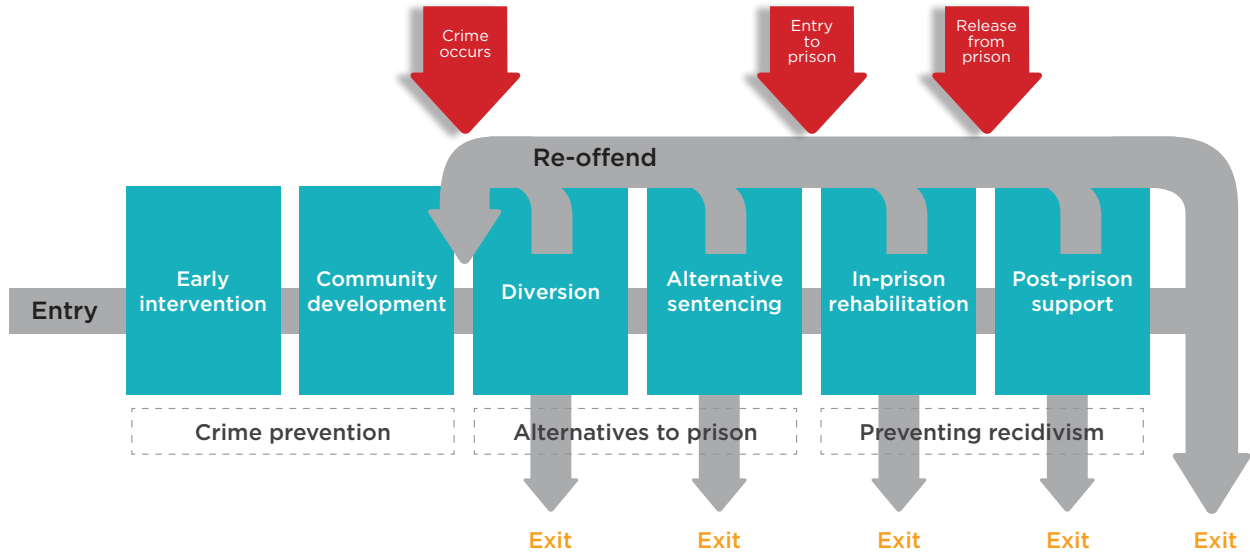 Crime
occurs
Entry
to
prison
Release
from
prison
Re-offend
Entry
Early
intervention
Community
development
Diversion
Alternative
sentencing
In-prison
rehabilitation
Post-prison
support
Crime prevention
Alternatives to prison
Preventing recidivism
Exit
Exit
Exit
Exit
Exit